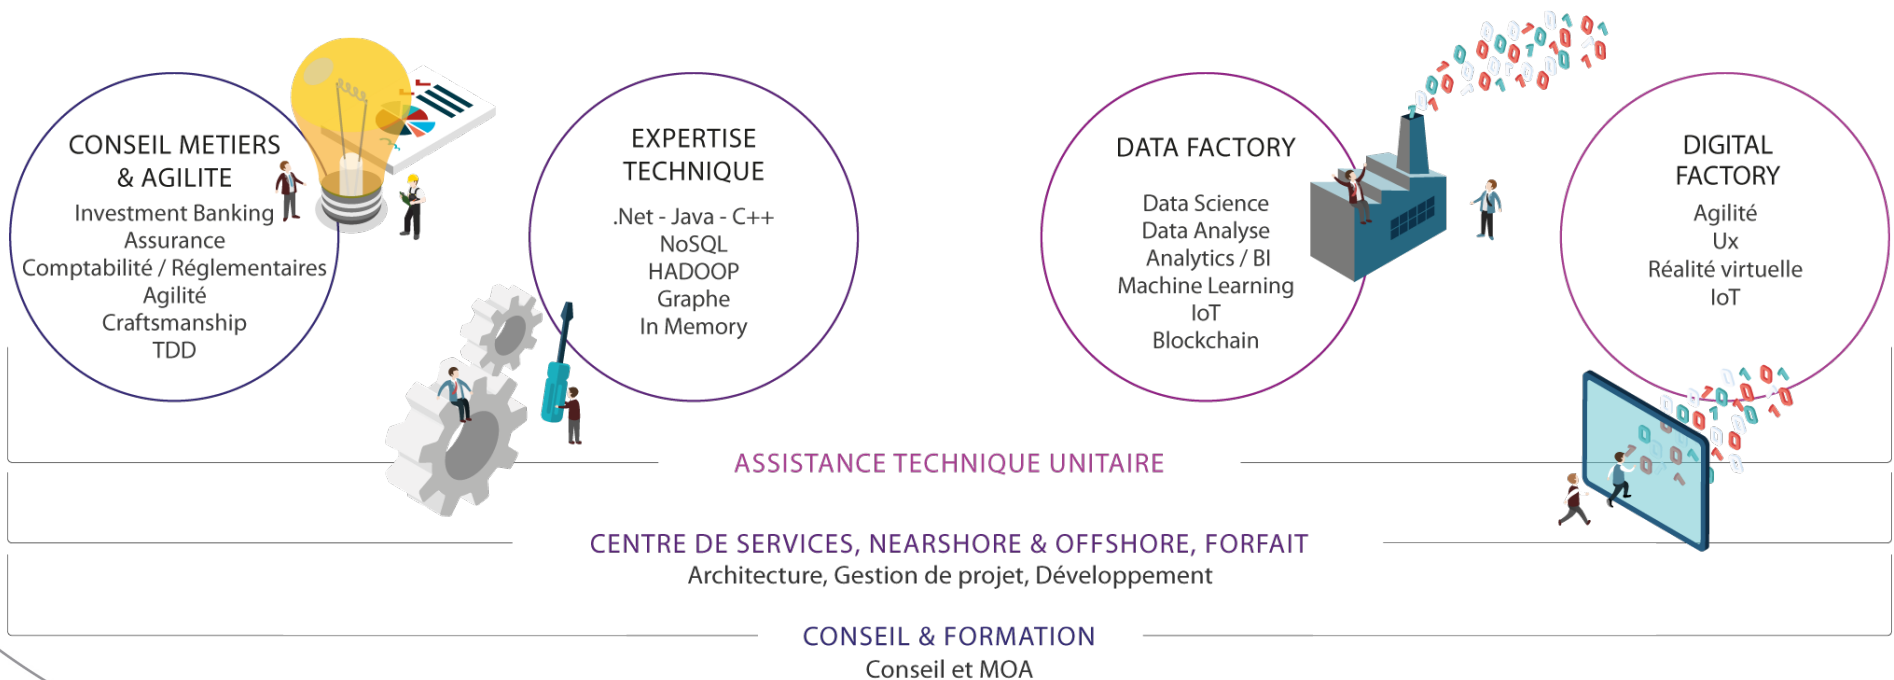 CONSEIL METIERS
& AGILITE
Investment Banking
Assurance
Comptabilité / Réglementaires
Agilité
Craftsmanship
TDD
EXPERTISE
TECHNIQUE
.Net - Java - C++
NoSQL
HADOOP
Graphe
In Memory
DATA FACTORY
Data Science
Data Analyse
Analytics / BI
Machine Learning
IoT
Blockchain
DIGITAL
FACTORY
Agilité
Ux
Réalité virtuelle
IoT
ASSISTANCE TECHNIQUE UNITAIRE
CENTRE DE SERVICES, NEARSHORE & OFFSHORE, FORFAIT
Architecture, Gestion de projet, Développement
CONSEIL & FORMATION
Conseil et MOA